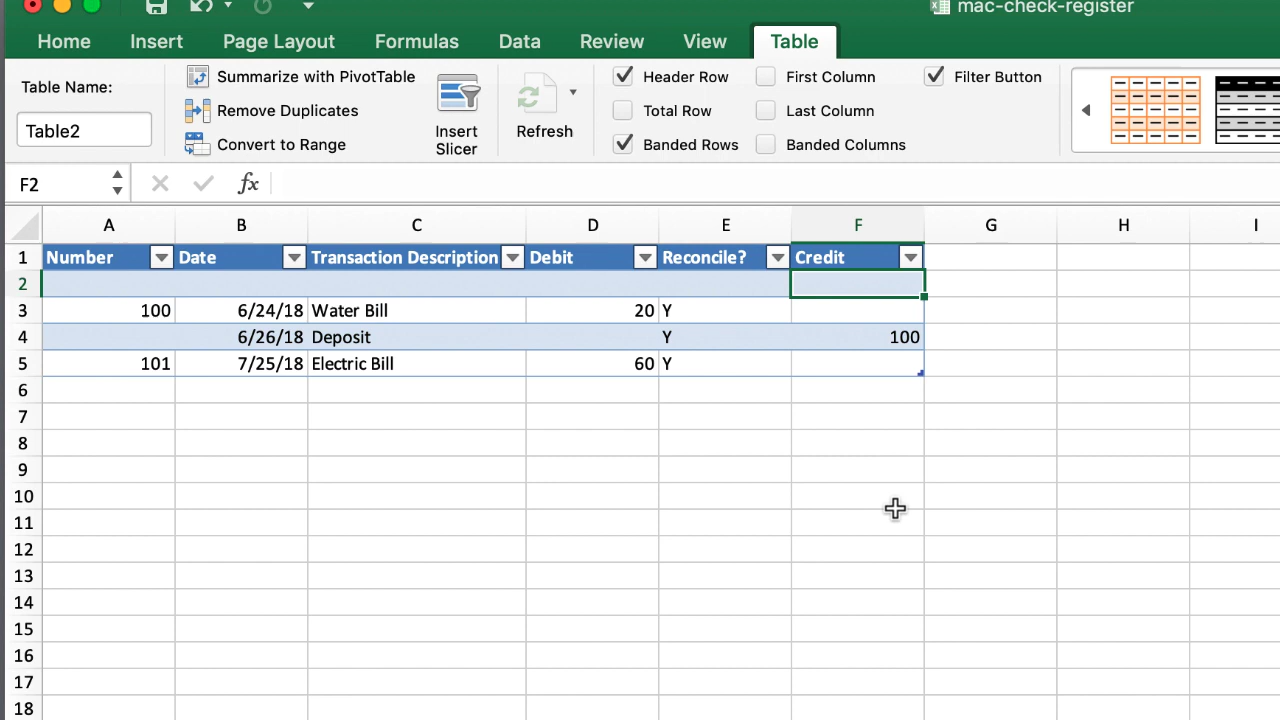 mac-check-register
Home Insert Page Layout Formulas Data Review View Table
Table Name:
Table2
Summarize with PivotTable
Remove Duplicates
Convert to Range
Insert
Slicer
Refresh
Header Row First Column Filter Button
Total Row Last Column
Banded Rows Banded Columns
F2 fx
A B C D E F G H I
1 Number Date Transaction Description Debit Reconcile? Credit
2
3 100 6/24/18 Water Bill 20 Y
4 6/26/18 Deposit Y 100
5 101 7/25/18 Electric Bill 60 Y
6
7
8
9
10
11
12
13
14
15
16
17
18